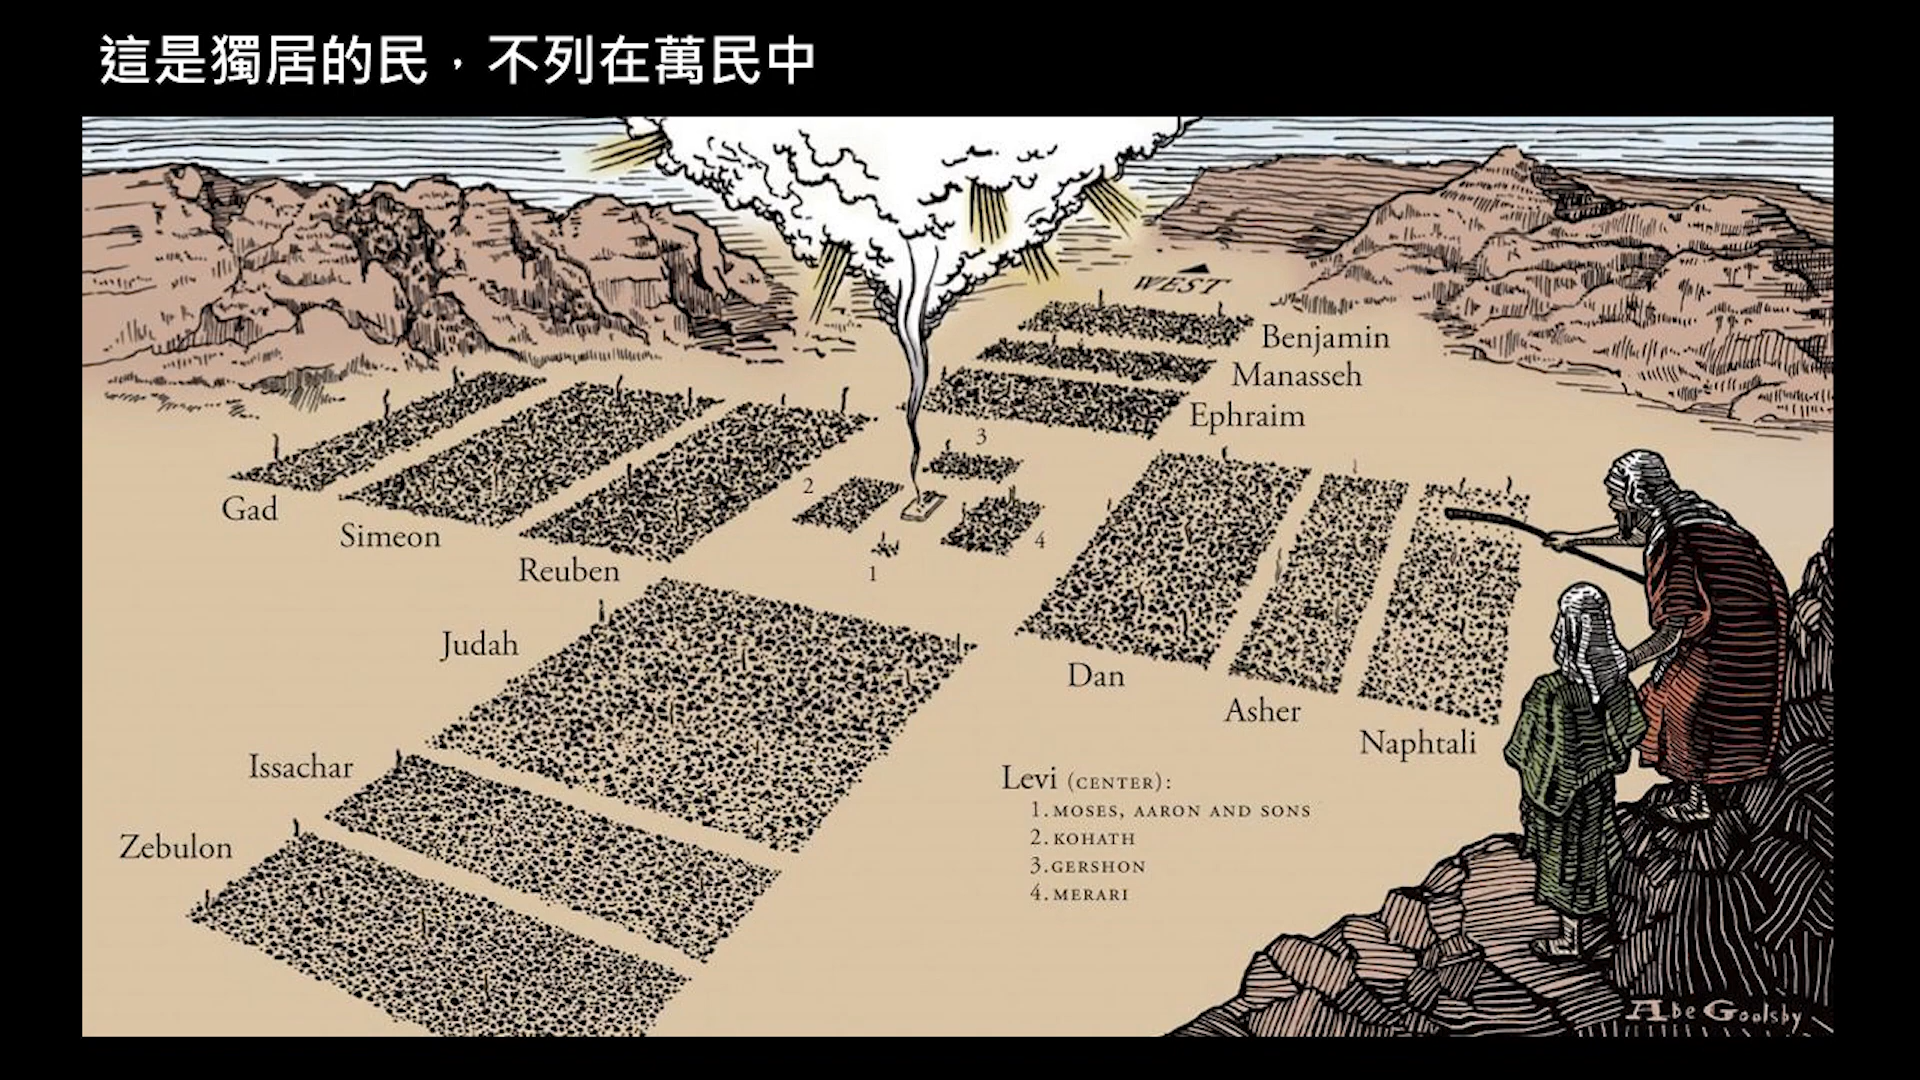 這是獨居的民，不列在萬民中
WEST
Benjamin
Manasseh
Ephraim
3
2
4
1
Gad
Simeon
Reuben
Judah
Dan
Asher
Naphtali
Issachar
Zebulon
Levi (CENTER):
1. MOSES, AARON AND SONS
2. KOHATH
3. GERSHON
4. MERARI
Abe Goolsby